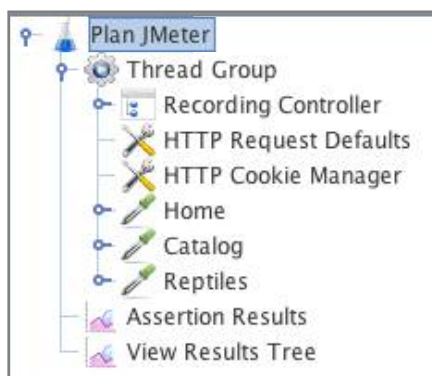 Plan JMeter
Thread Group
Recording Controller
HTTP Request Defaults
HTTP Cookie Manager
Home
Catalog
Reptiles
Assertion Results
View Results Tree